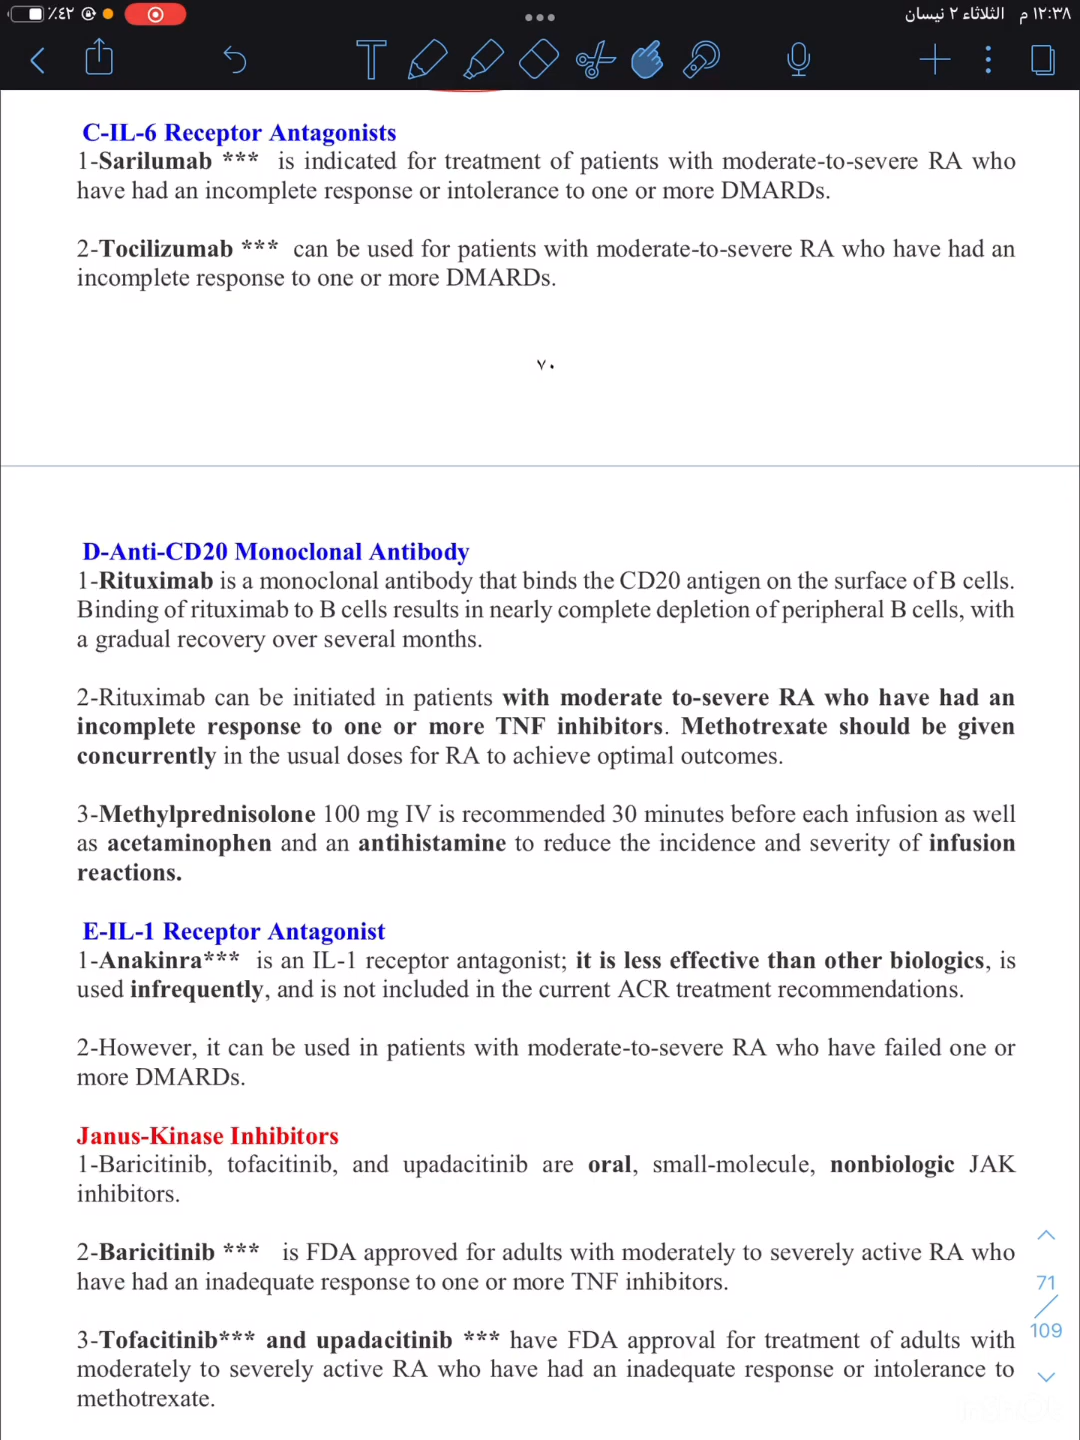 ٪٤٢
١٢:٣٨ م الثلاثاء ٢ نيسان
C-IL-6 Receptor Antagonists
1-Sarilumab *** is indicated for treatment of patients with moderate-to-severe RA who
have had an incomplete response or intolerance to one or more DMARDs.
2-Tocilizumab *** can be used for patients with moderate-to-severe RA who have had an
incomplete response to one or more DMARDs.
٧٠
D-Anti-CD20 Monoclonal Antibody
1-Rituximab is a monoclonal antibody that binds the CD20 antigen on the surface of B cells.
Binding of rituximab to B cells results in nearly complete depletion of peripheral B cells, with
a gradual recovery over several months.
2-Rituximab can be initiated in patients with moderate to-severe RA who have had an
incomplete response to one or more TNF inhibitors. Methotrexate should be given
concurrently in the usual doses for RA to achieve optimal outcomes.
3-Methylprednisolone 100 mg IV is recommended 30 minutes before each infusion as well
as acetaminophen and an antihistamine to reduce the incidence and severity of infusion
reactions.
E-IL-1 Receptor Antagonist
1-Anakinra*** is an IL-1 receptor antagonist; it is less effective than other biologics, is
used infrequently, and is not included in the current ACR treatment recommendations.
2-However, it can be used in patients with moderate-to-severe RA who have failed one or
more DMARDs.
Janus-Kinase Inhibitors
1-Baricitinib, tofacitinib, and upadacitinib are oral, small-molecule, nonbiologic JAK
inhibitors.
2-Baricitinib *** is FDA approved for adults with moderately to severely active RA who
have had an inadequate response to one or more TNF inhibitors.
71
109
3-Tofacitinib*** and upadacitinib *** have FDA approval for treatment of adults with
moderately to severely active RA who have had an inadequate response or intolerance to
methotrexate.